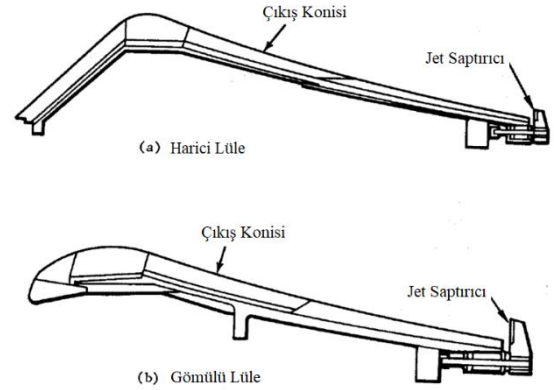 Çıkış Konisi
Jet Saptırıcı
(a) Harici Lüle
Çıkış Konisi
Jet Saptırıcı
(b) Gömülü Lüle